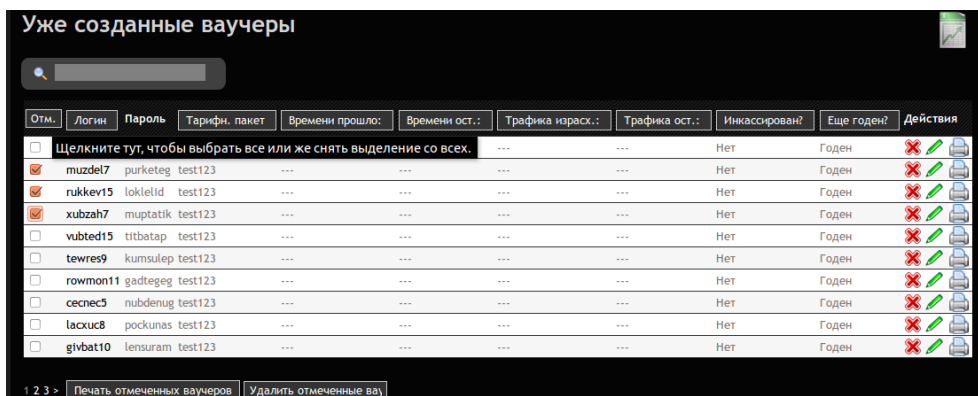 Уже созданные ваучеры
Отм. Логин Пароль Тарифн. пакет Времени прошло: Времени ост.: Трафика израсх.: Трафика ост.: Инкассирован? Еще годен? Действия
Щелкните тут, чтобы выбрать все или же снять выделение со всех. --- --- Нет Годен
muzdel7 purketeg test123 --- --- --- --- Нет Годен
rukkev15 loklelid test123 --- --- --- --- Нет Годен
xubzah7 muptatik test123 --- --- --- --- Нет Годен
vubted15 titbatap test123 --- --- --- --- Нет Годен
tewres9 kumsulep test123 --- --- --- --- Нет Годен
rowmon11 gadtegeg test123 --- --- --- --- Нет Годен
cecnec5 nubdenug test123 --- --- --- --- Нет Годен
lacxuc8 pockunas test123 --- --- --- --- Нет Годен
givbat10 lensuram test123 --- --- --- --- Нет Годен
1 2 3 > Печать отмеченных ваучеров Удалить отмеченные вау